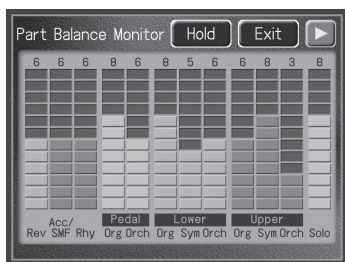 Part Balance Monitor Hold Exit
6 6 6 8 6 8 5 6 6 8 3 8
Acc/ Pedal Lower Upper
Rev SMF Rhy Org Orch Org Sym Orch Org Sym Orch Solo